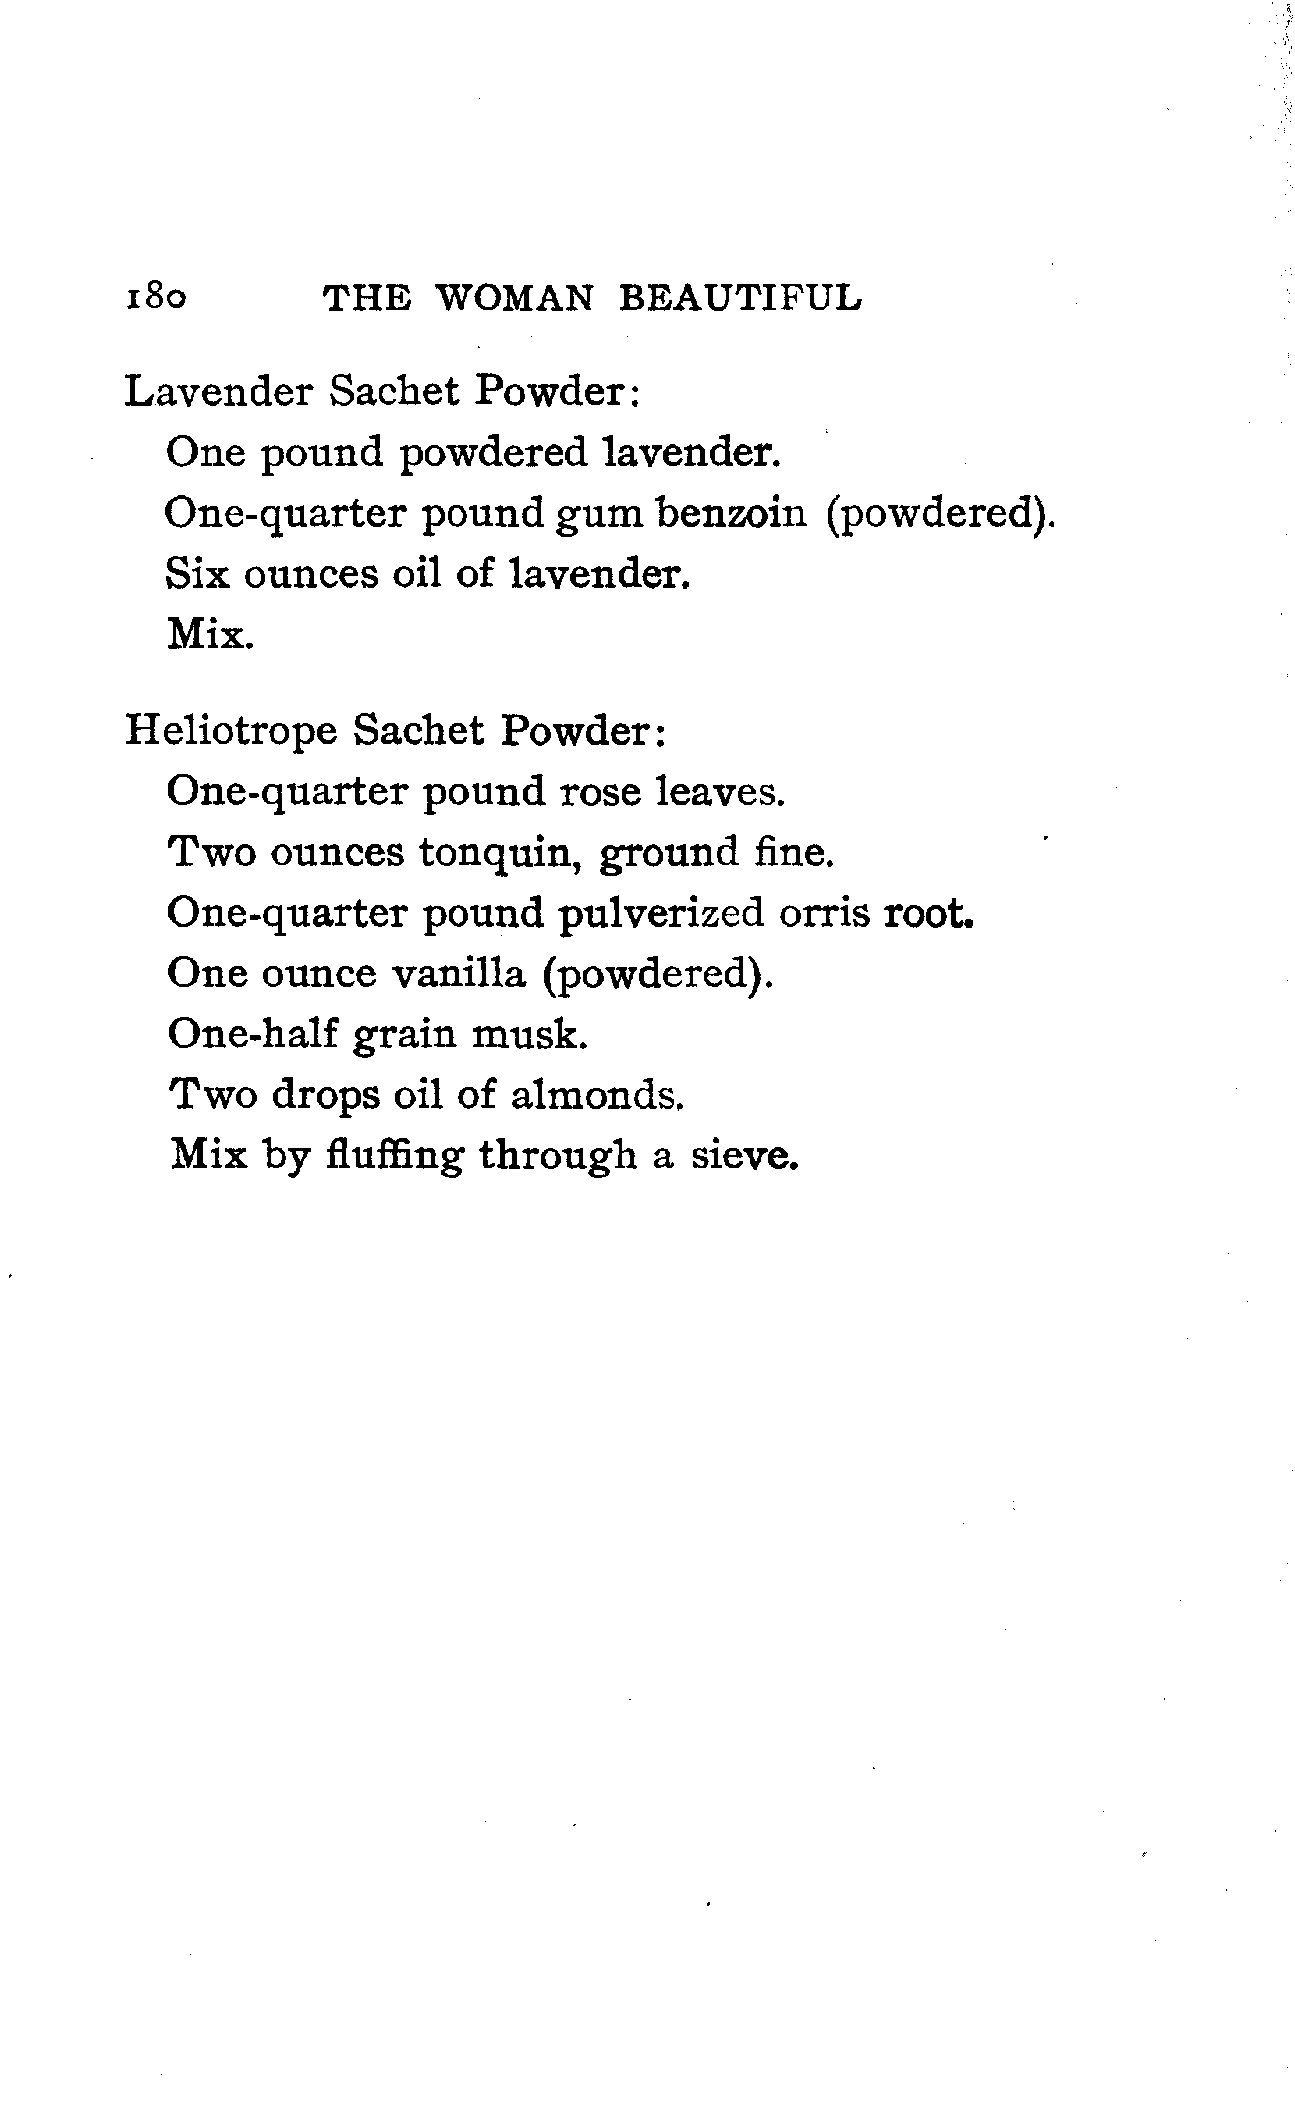 180 THE WOMAN BEAUTIFUL
Lavender Sachet Powder:
One pound powdered lavender.
One-quarter pound gum benzoin (powdered).
Six ounces oil of lavender.
Mix.
Heliotrope Sachet Powder:
One-quarter pound rose leaves.
Two ounces tonquin, ground fine.
One-quarter pound pulverized orris root.
One ounce vanilla (powdered).
One-half grain musk.
Two drops oil of almonds.
Mix by fluffing through a sieve.